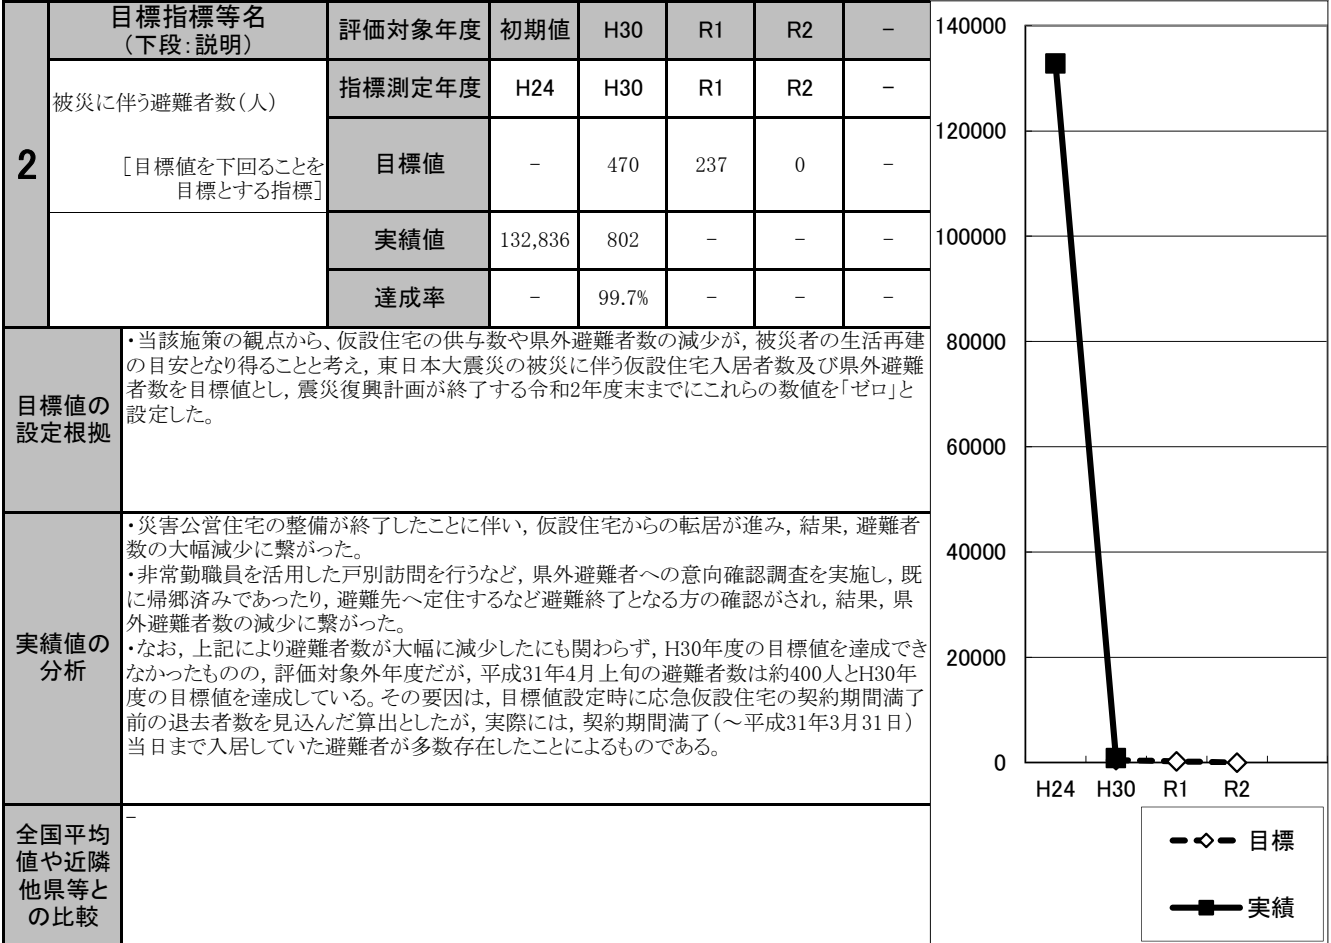 2
目標指標等名
(下段:説明)
評価対象年度 初期値 H30 R1 R2 -
被災に伴う避難者数(人)
[目標値を下回ることを
目標とする指標]
指標測定年度 H24 H30 R1 R2 -
目標値 - 470 237 0 -
実績値 132,836 802 - - -
達成率 - 99.7% - - -
目標値の
設定根拠
・当該施策の観点から、仮設住宅の供与数や県外避難者数の減少が,被災者の生活再建
の目安となり得ることと考え,東日本大震災の被災に伴う仮設住宅入居者数及び県外避難
者数を目標値とし,震災復興計画が終了する令和2年度末までにこれらの数値を「ゼロ」と
設定した。
実績値の
分析
・災害公営住宅の整備が終了したことに伴い,仮設住宅からの転居が進み,結果,避難者
数の大幅減少に繋がった。
・非常勤職員を活用した戸別訪問を行うなど,県外避難者への意向確認調査を実施し,既
に帰郷済みであったり,避難先へ定住するなど避難終了となる方の確認がされ,結果,県
外避難者数の減少に繋がった。
・なお,上記により避難者数が大幅に減少したにも関わらず,H30年度の目標値を達成でき
なかったものの,評価対象外年度だが,平成31年4月上旬の避難者数は約400人とH30年
度の目標値を達成している。その要因は,目標値設定時に応急仮設住宅の契約期間満了
前の退去者数を見込んだ算出としたが,実際には,契約期間満了(~平成31年3月31日)
当日まで入居していた避難者が多数存在したことによるものである。
全国平均
値や近隣
他県等と
の比較
-
140000
120000
100000
80000
60000
40000
20000
0
H24 H30 R1 R2
目標
実績